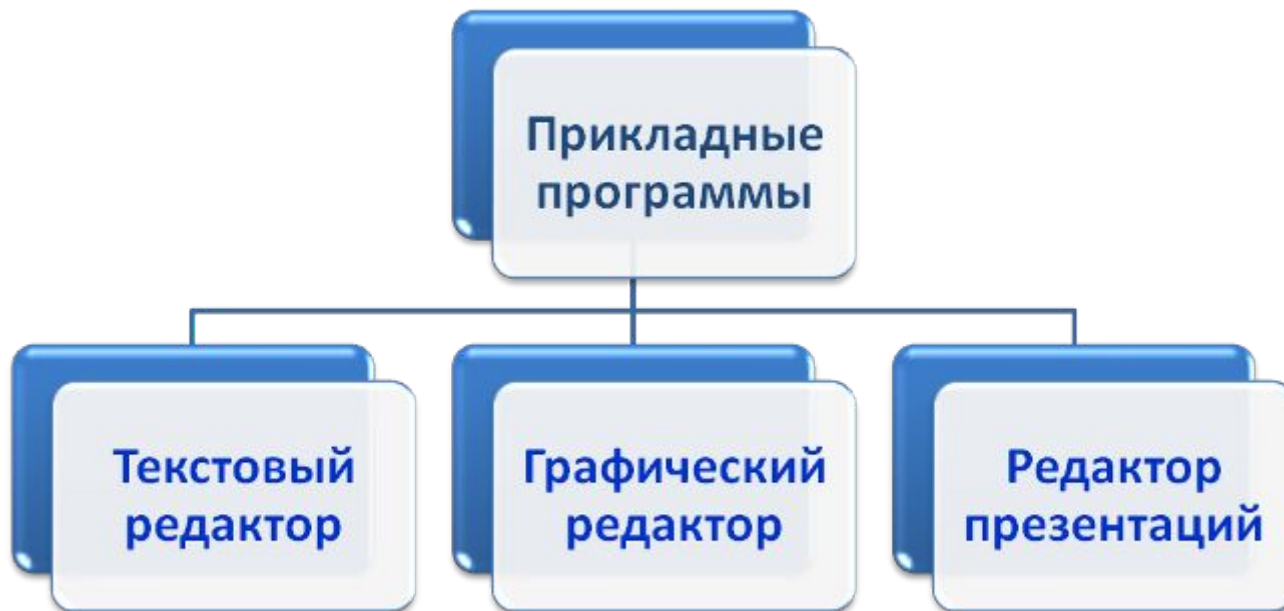 Прикладные
программы
Текстовый
редактор
Графический
редактор
Редактор
презентаций